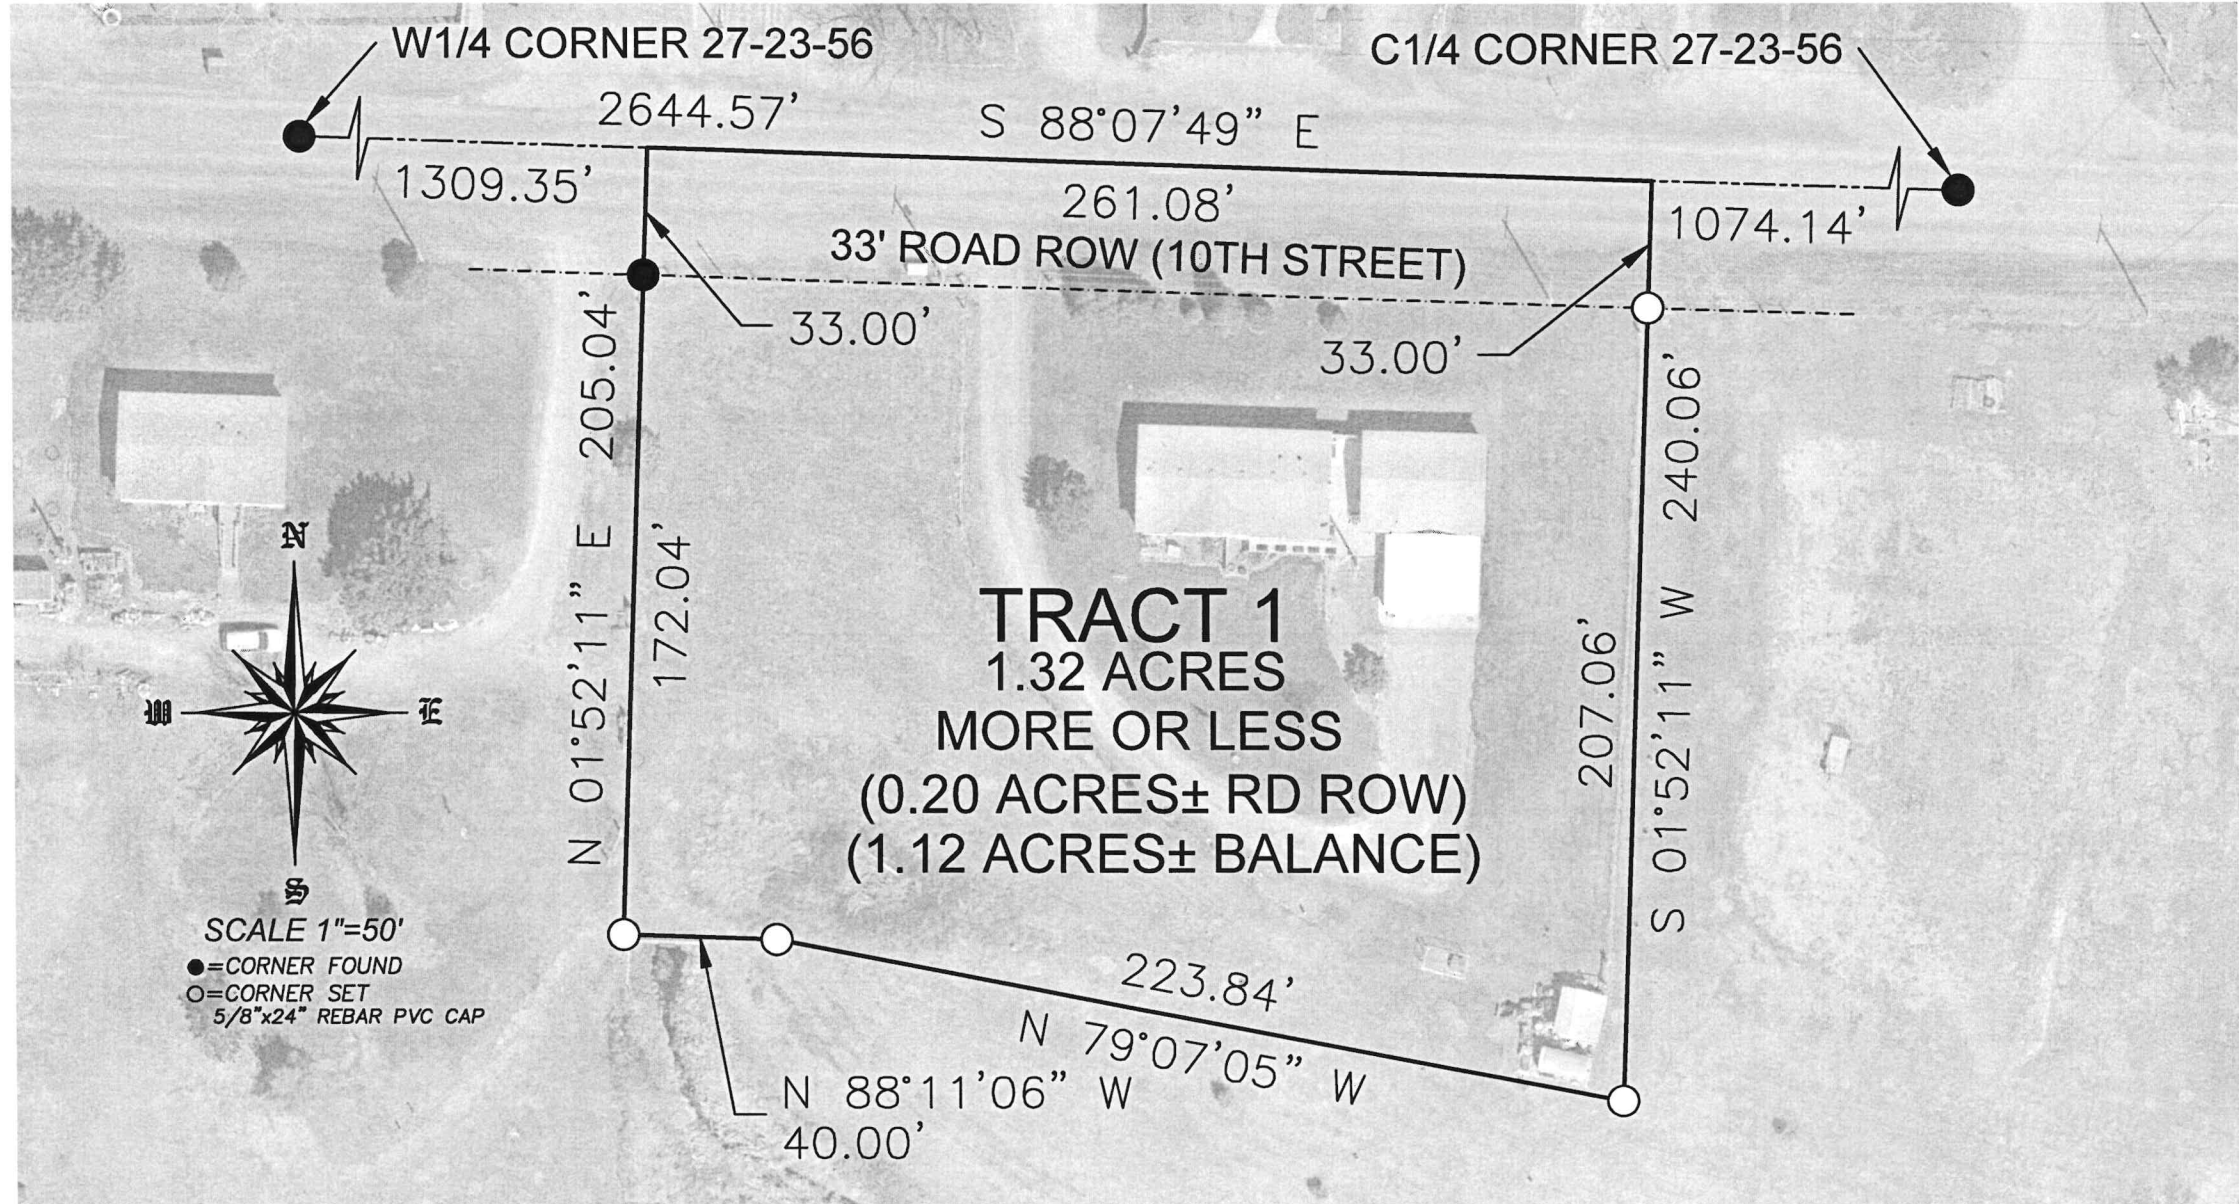 W1/4 CORNER 27-23-56
C1/4 CORNER 27-23-56
2644.57'
S 88°07'49" E
1309.35'
261.08'
1074.14'
33' ROAD ROW (10TH STREET)
33.00'
33.00'
N 01°52'11" E 205.04'
172.04'
S 01°52'11" W 240.06'
207.06'
TRACT 1
1.32 ACRES
MORE OR LESS
(0.20 ACRES± RD ROW)
(1.12 ACRES± BALANCE)
N
W
E
S
SCALE 1"=50'
●=CORNER FOUND
○=CORNER SET
5/8"x24" REBAR PVC CAP
223.84'
N 79°07'05" W
N 88°11'06" W
40.00'